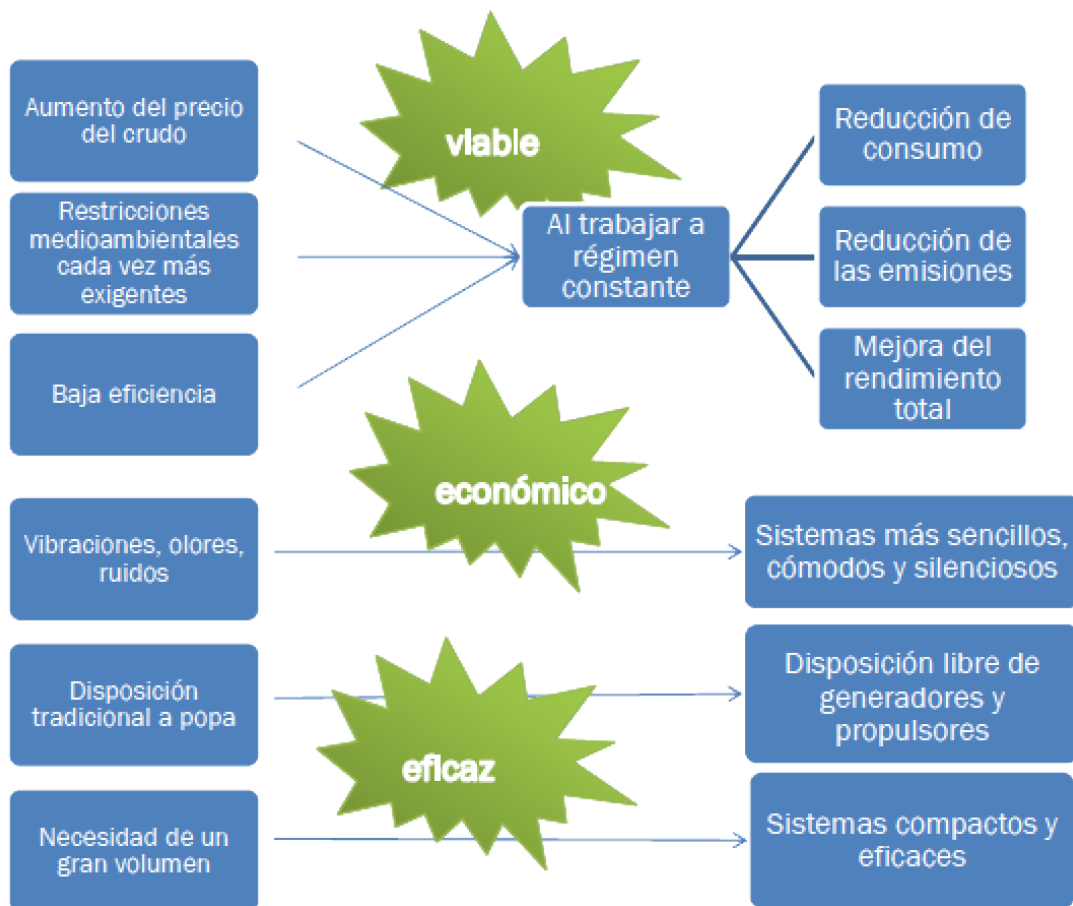 Aumento del precio
del crudo
Restricciones
medioambientales
cada vez más
exigentes
Baja eficiencia
viable
Al trabajar a
régimen
constante
Reducción de
consumo
Reducción de
las emisiones
Mejora del
rendimiento
total
económico
Vibraciones, olores,
ruidos
Sistemas más sencillos,
cómodos y silenciosos
Disposición
tradicional a popa
Disposición libre de
generadores y
propulsores
eficaz
Necesidad de un
gran volumen
Sistemas compactos y
eficaces